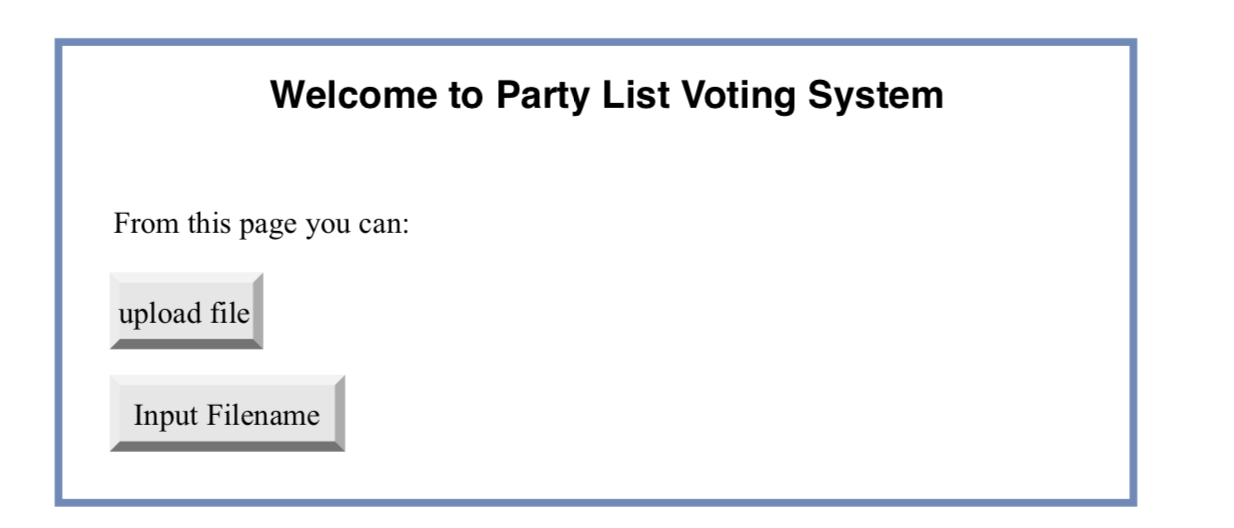 Welcome to Party List Voting System
From this page you can:
upload file
Input Filename